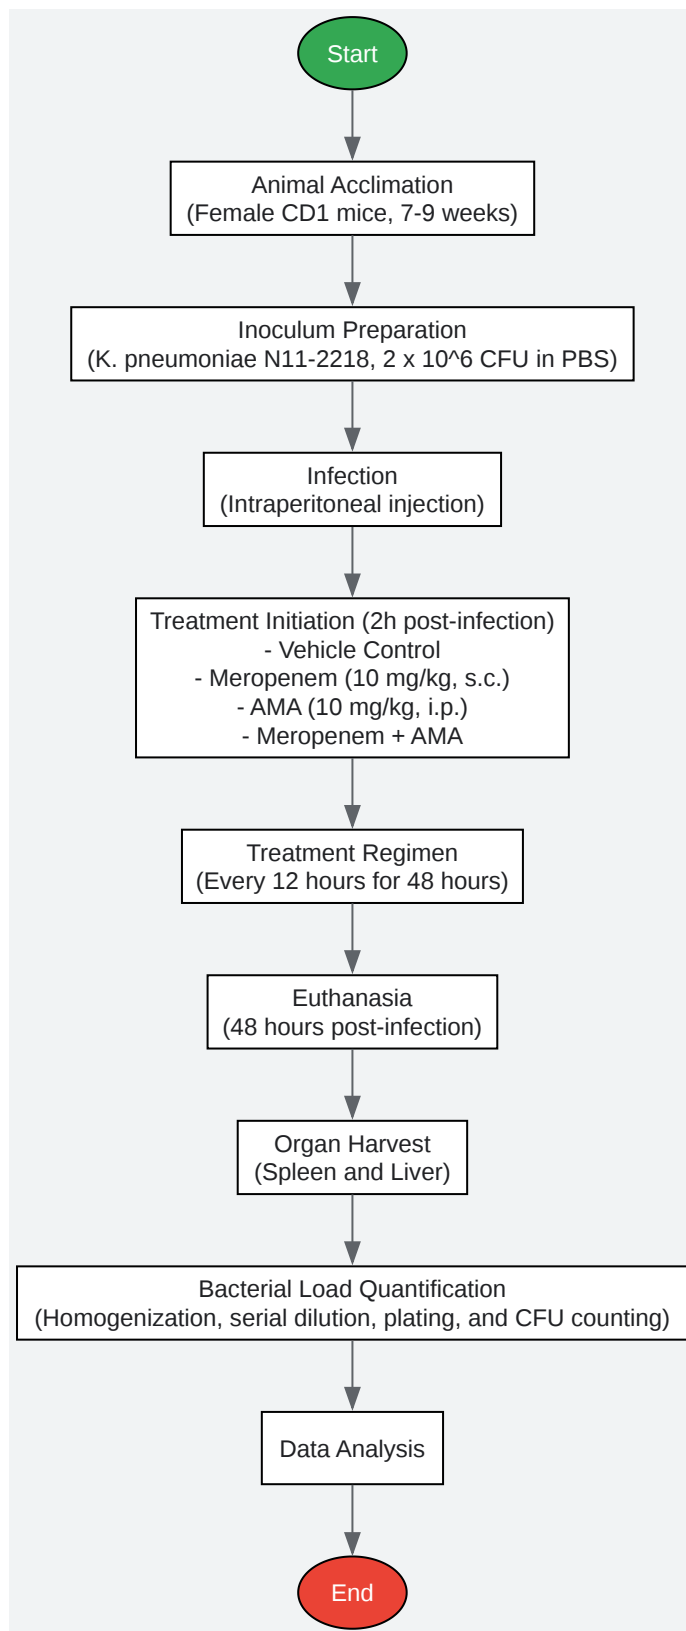 Start
Animal Acclimation
(Female CD1 mice, 7-9 weeks)
Inoculum Preparation
(K. pneumoniae N11-2218, 2 x 10^6 CFU in PBS)
Infection
(Intraperitoneal injection)
Treatment Initiation (2h post-infection)
- Vehicle Control
- Meropenem (10 mg/kg, s.c.)
- AMA (10 mg/kg, i.p.)
- Meropenem + AMA
Treatment Regimen
(Every 12 hours for 48 hours)
Euthanasia
(48 hours post-infection)
Organ Harvest
(Spleen and Liver)
Bacterial Load Quantification
(Homogenization, serial dilution, plating, and CFU counting)
Data Analysis
End